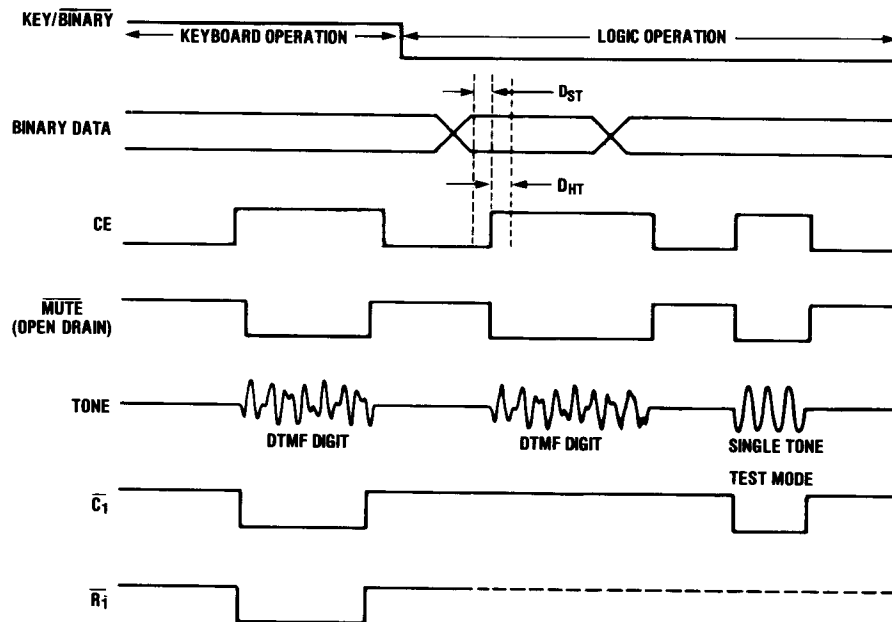 KEY/BINARY
KEYBOARD OPERATION
LOGIC OPERATION
DST
BINARY DATA
DHT
CE
MUTE
(OPEN DRAIN)
TONE
DTMF DIGIT
DTMF DIGIT
SINGLE TONE
TEST MODE
C1
Ri